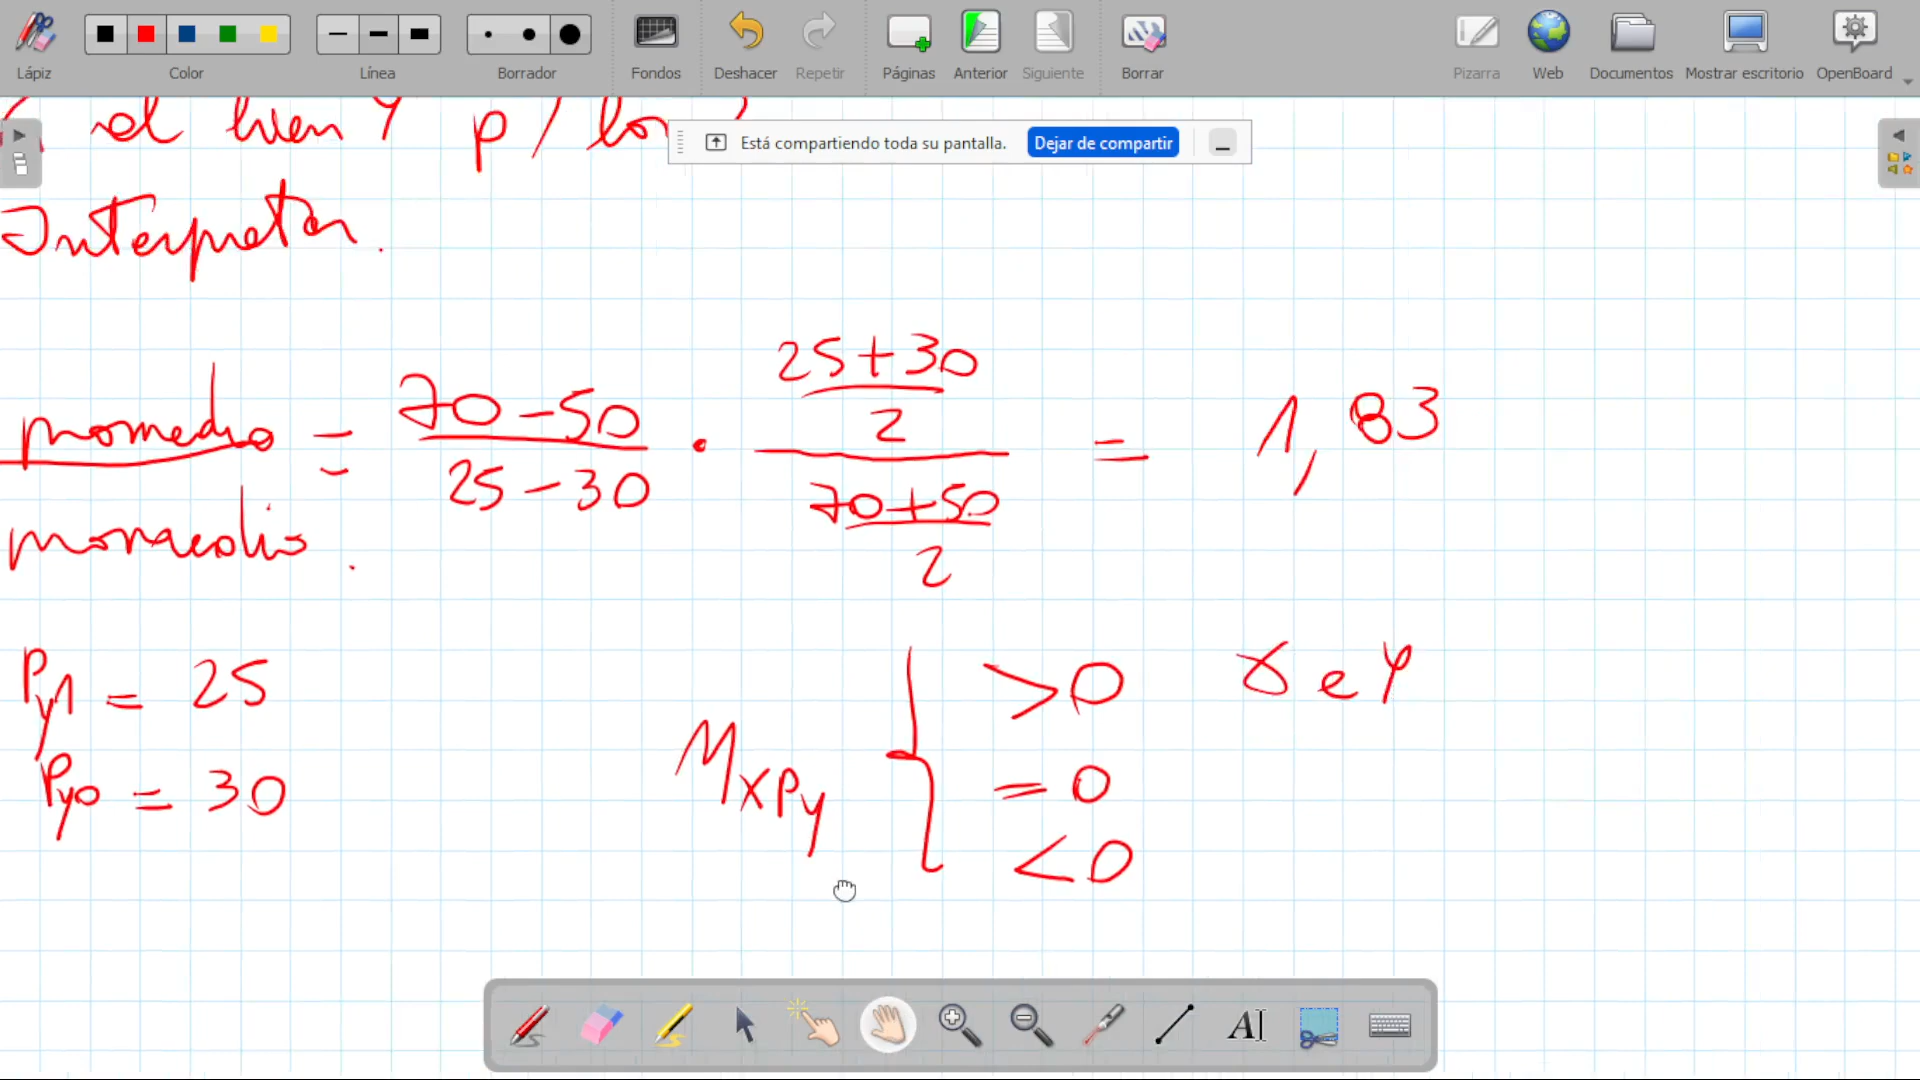 Lápiz
Color
Línea
Borrador
Fondos
Deshacer
Repetir
Páginas
Anterior
Siguiente
Borrar
Pizarra
Web
Documentos
Mostrar escritorio
OpenBoard
Está compartiendo toda su pantalla.
Dejar de compartir
el bien Y p/
Interpretar.
promedio = 70-50 / 25-30 · 25+30 / 2 / 70+50 / 2 = 1,83
Py1 = 25
Py0 = 30
MxPy { >0 X e Y
=0
<0